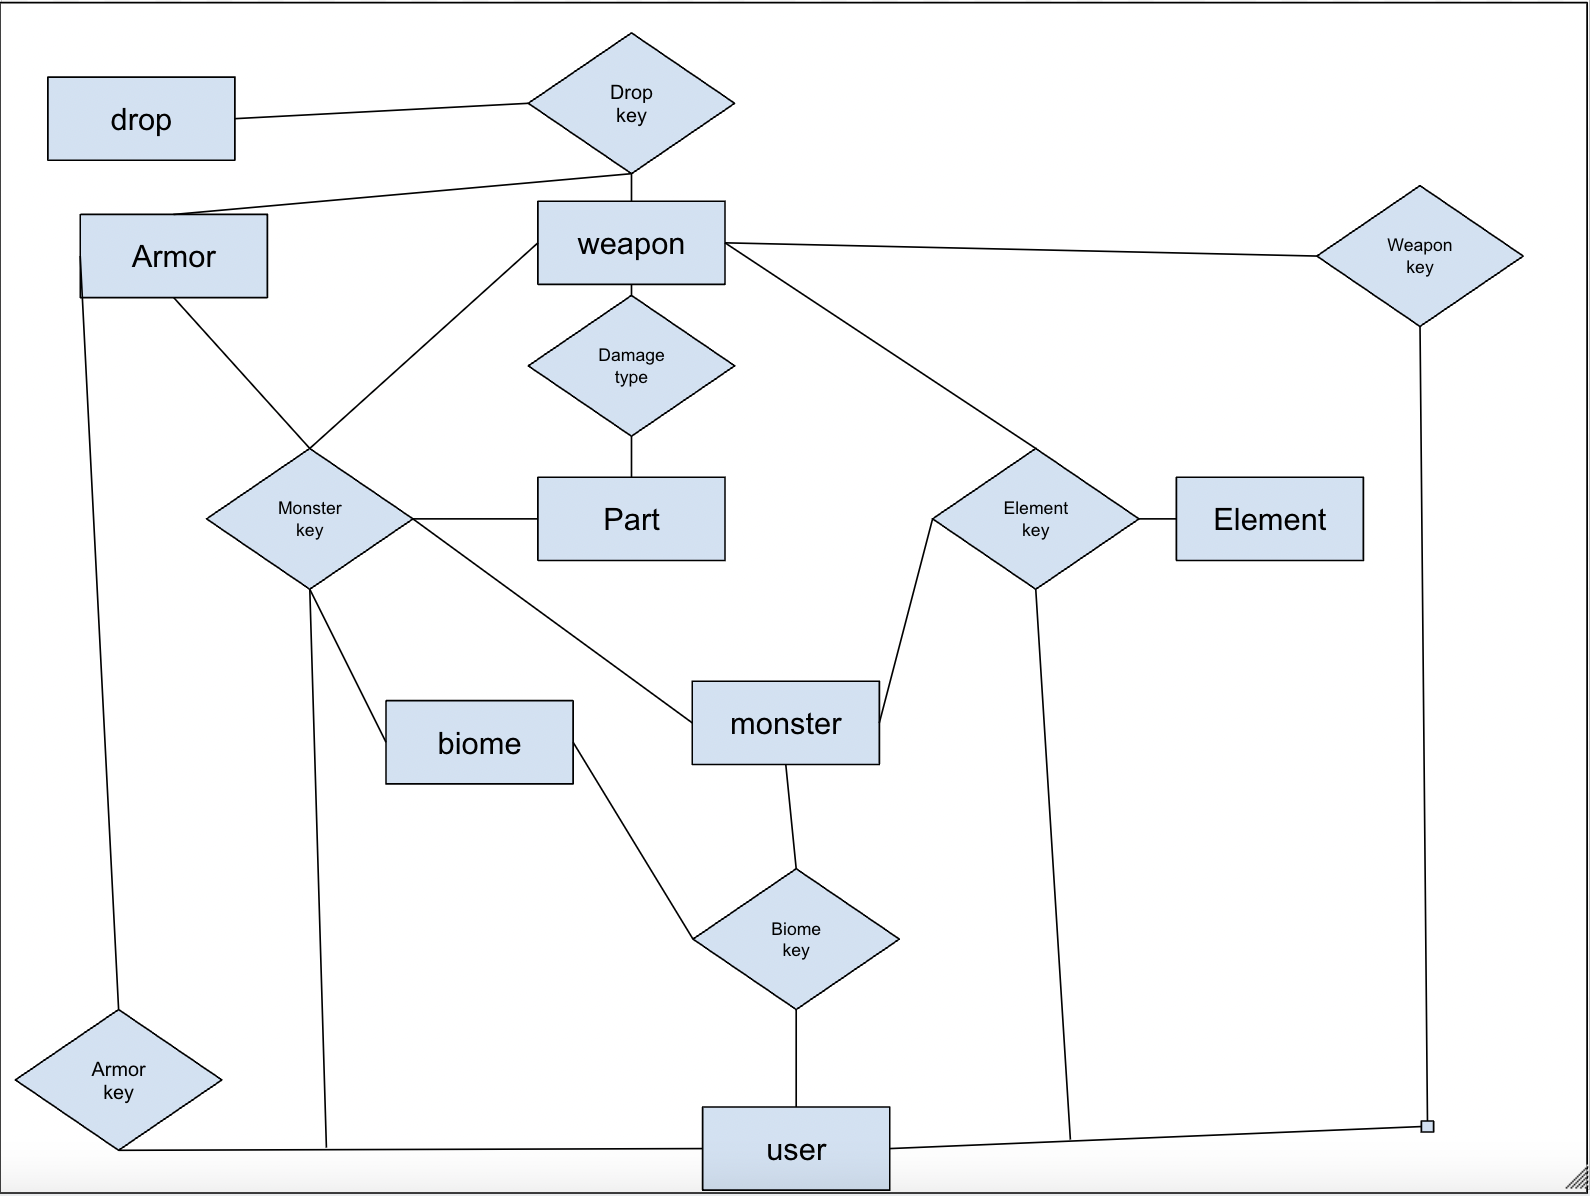 Drop
key
drop
Armor
weapon
Weapon
key
Damage
type
Monster
key
Part
Element
key
Element
biome
monster
Biome
key
Armor
key
user